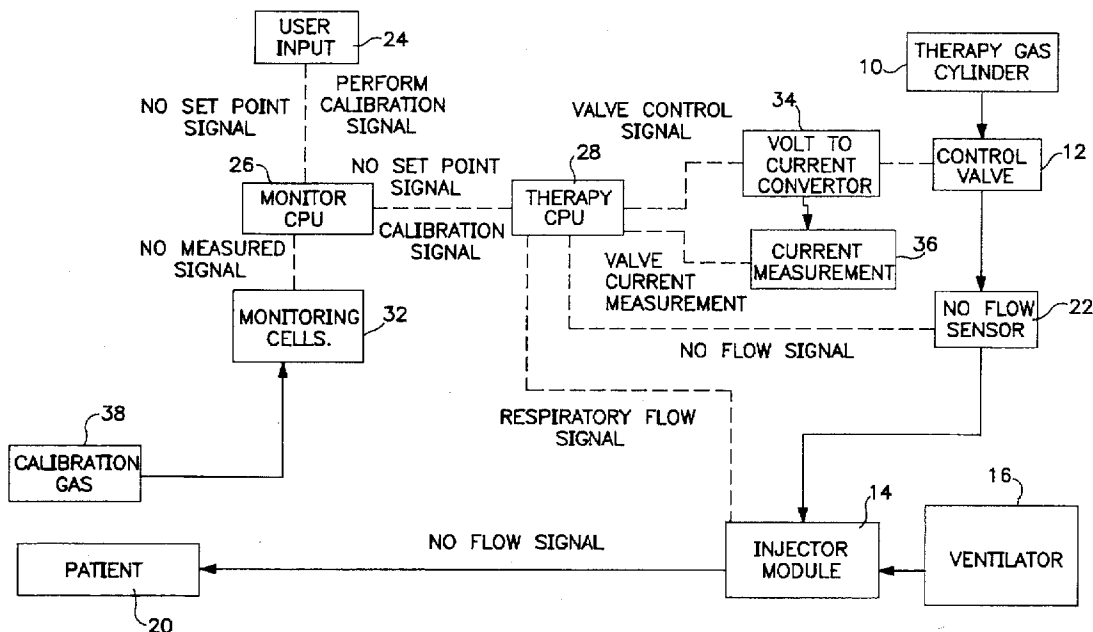 USER
INPUT
24
THERAPY GAS
CYLINDER
10
NO SET POINT
SIGNAL
PERFORM
CALIBRATION
SIGNAL
VALVE CONTROL
SIGNAL
34
VOLT TO
CURRENT
CONVERTOR
CONTROL
VALVE
12
26
MONITOR
CPU
NO SET POINT
SIGNAL
CALIBRATION
SIGNAL
28
THERAPY
CPU
NO MEASURED
SIGNAL
VALVE
CURRENT
MEASUREMENT
CURRENT
MEASUREMENT
36
MONITORING
CELLS.
32
NO FLOW
SENSOR
22
NO FLOW SIGNAL
RESPIRATORY FLOW
SIGNAL
38
CALIBRATION
GAS
14
INJECTOR
MODULE
16
VENTILATOR
NO FLOW SIGNAL
PATIENT
20